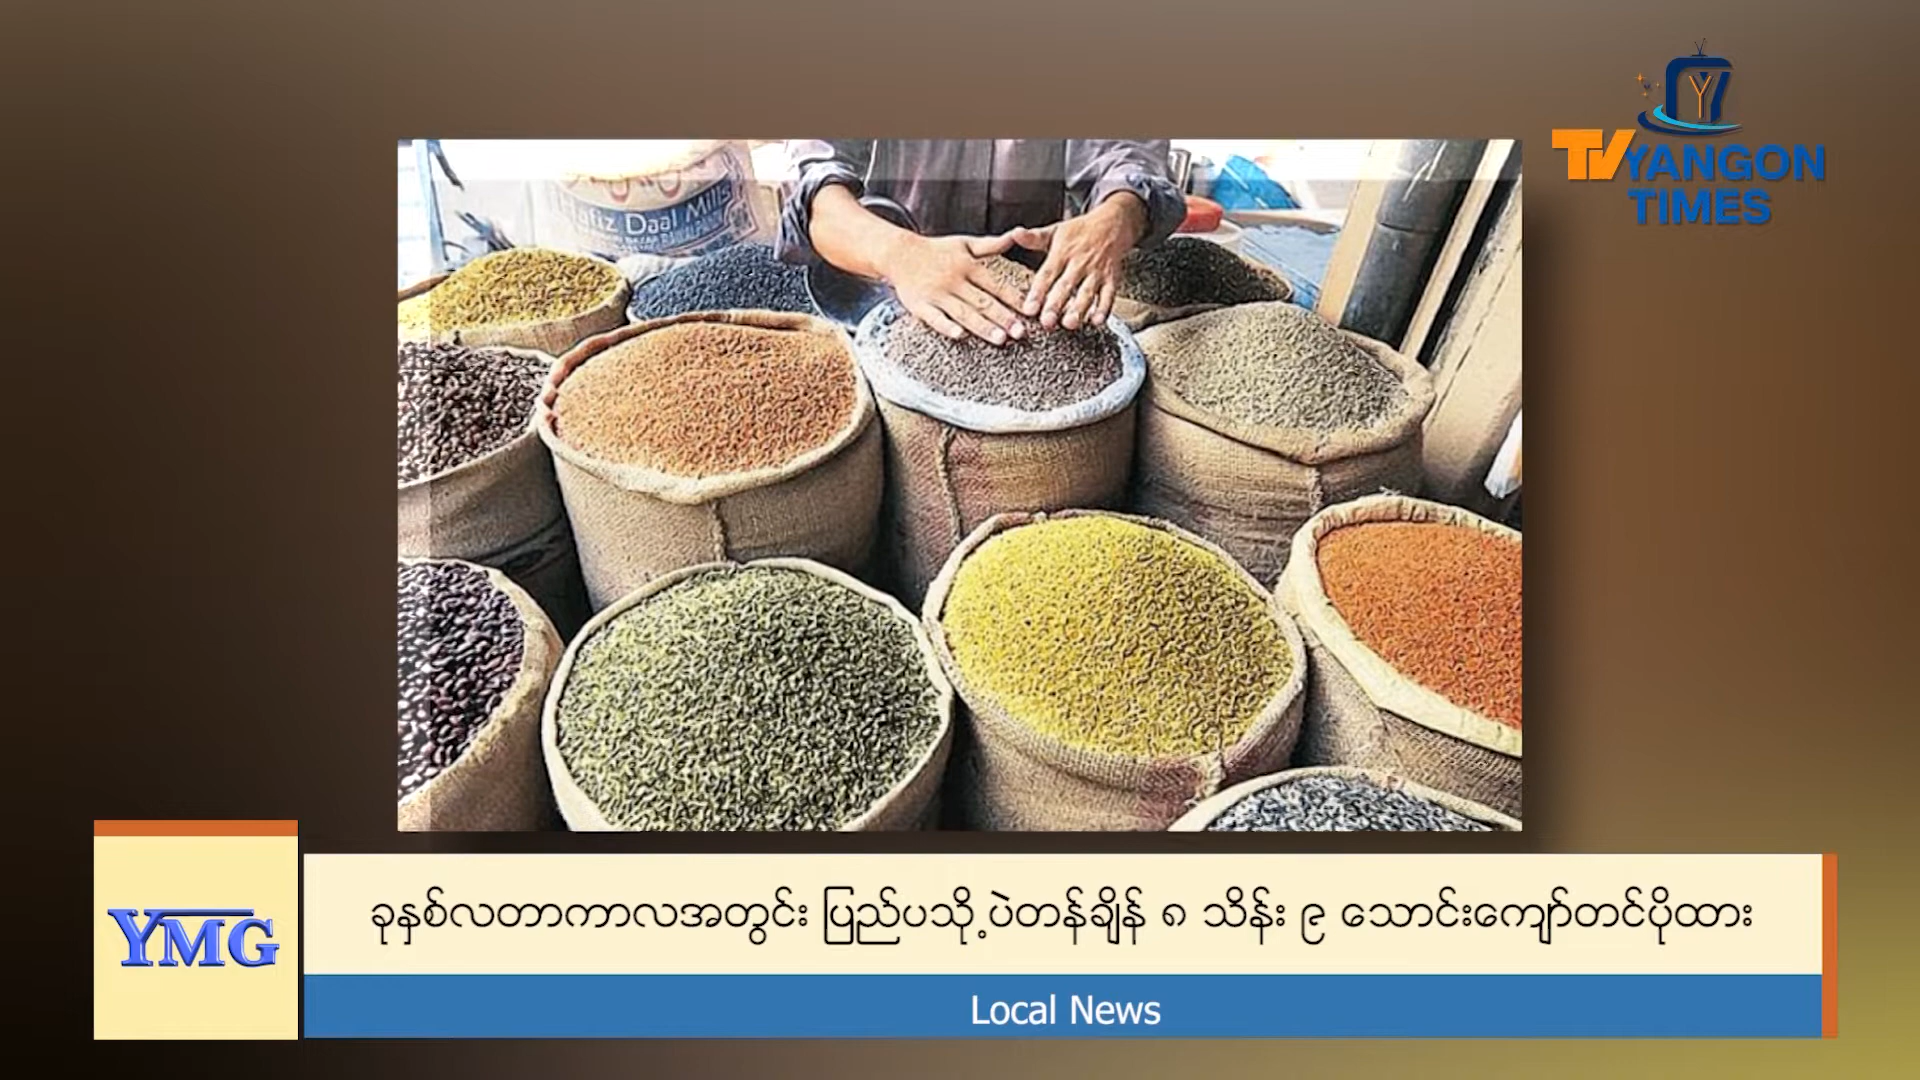 TV YANGON
TIMES
Hafiz Daal Mills
ခုနှစ်လတာကာလအတွင်း ပြည်ပသို့ပဲတန်ချိန် ၈ သိန်း ၉ သောင်းကျော်တင်ပို့ထား
YMG
Local News